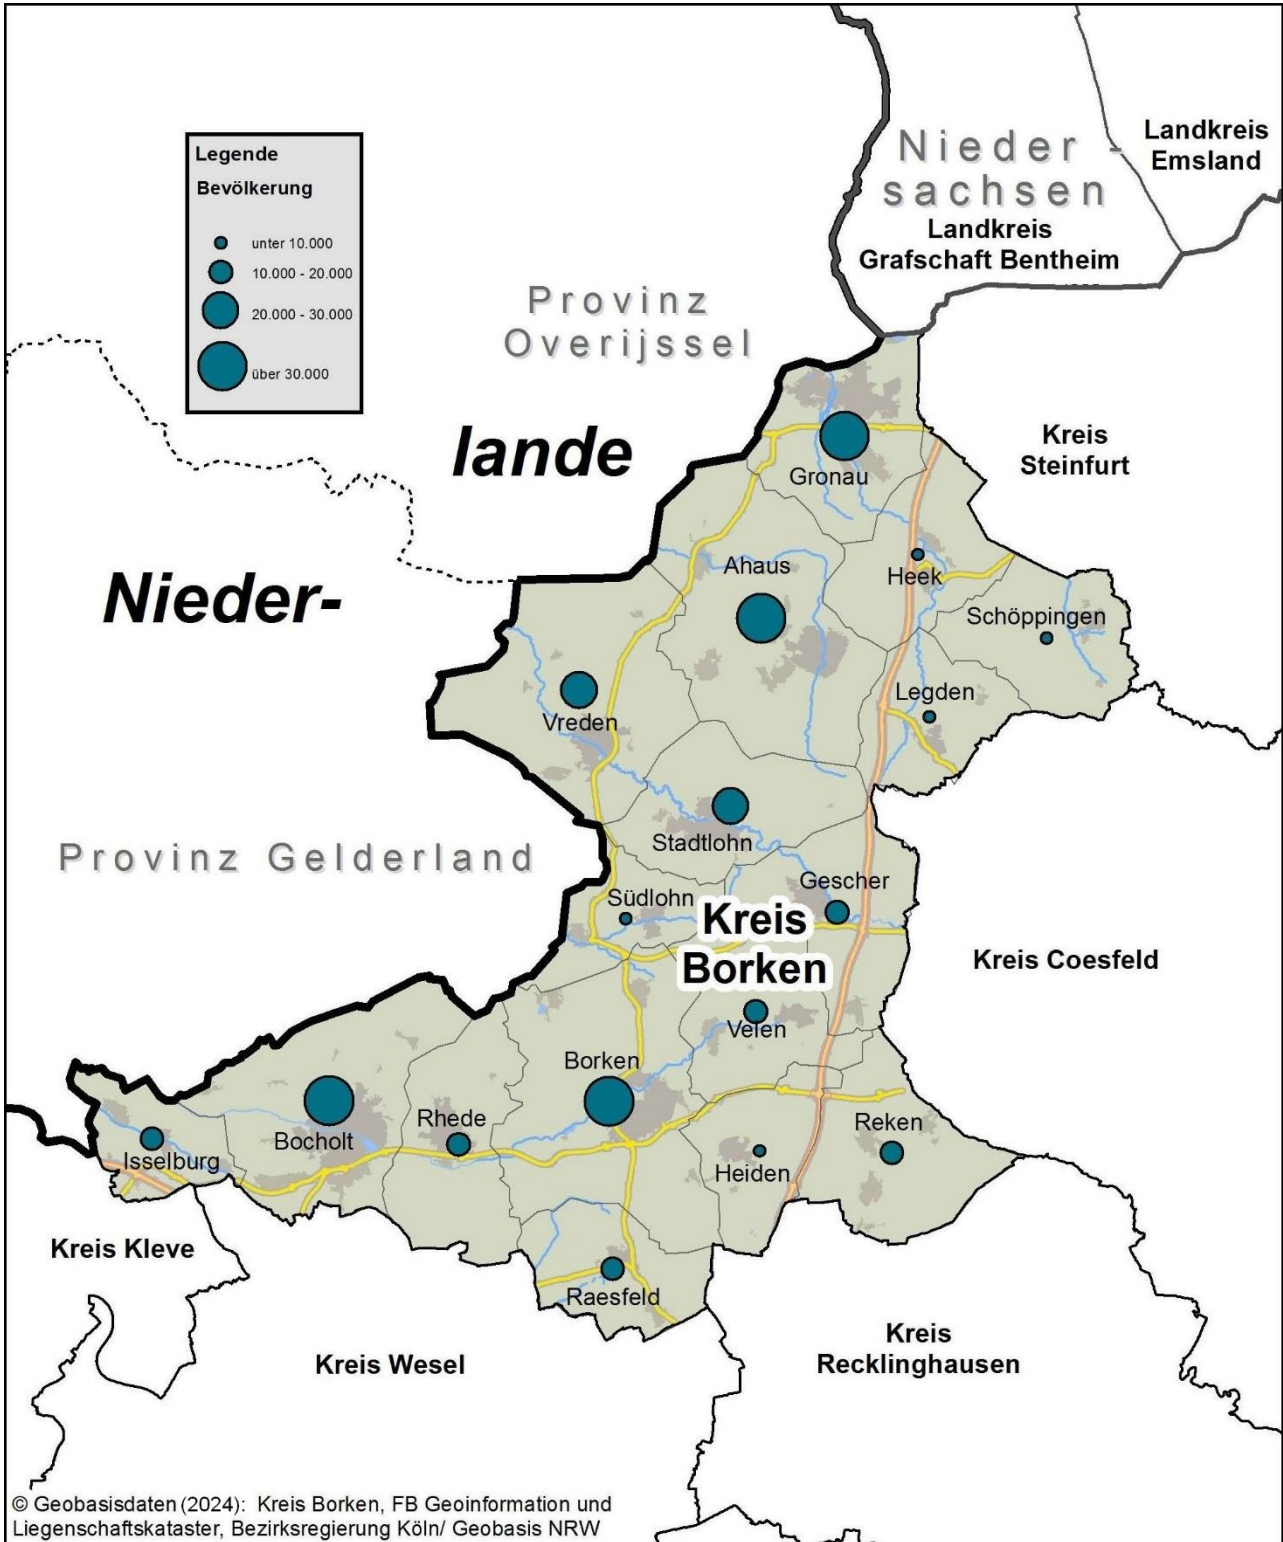 Legende
Bevölkerung
unter 10.000
10.000 - 20.000
20.000 - 30.000
über 30.000
Nieder -
sachsen
Landkreis
Grafschaft Bentheim
Landkreis
Emsland
Provinz
Overijssel
lande
Nieder-
Kreis
Steinfurt
Gronau
Ahaus
Heek
Schöppingen
Legden
Vreden
Stadtlohn
Provinz Gelderland
Gescher
Südlohn
Kreis
Borken
Kreis Coesfeld
Velen
Borken
Rhede
Bocholt
Isselburg
Reken
Heiden
Kreis Kleve
Raesfeld
Kreis Wesel
Kreis
Recklinghausen
© Geobasisdaten (2024): Kreis Borken, FB Geoinformation und
Liegenschaftskataster, Bezirksregierung Köln/ Geobasis NRW